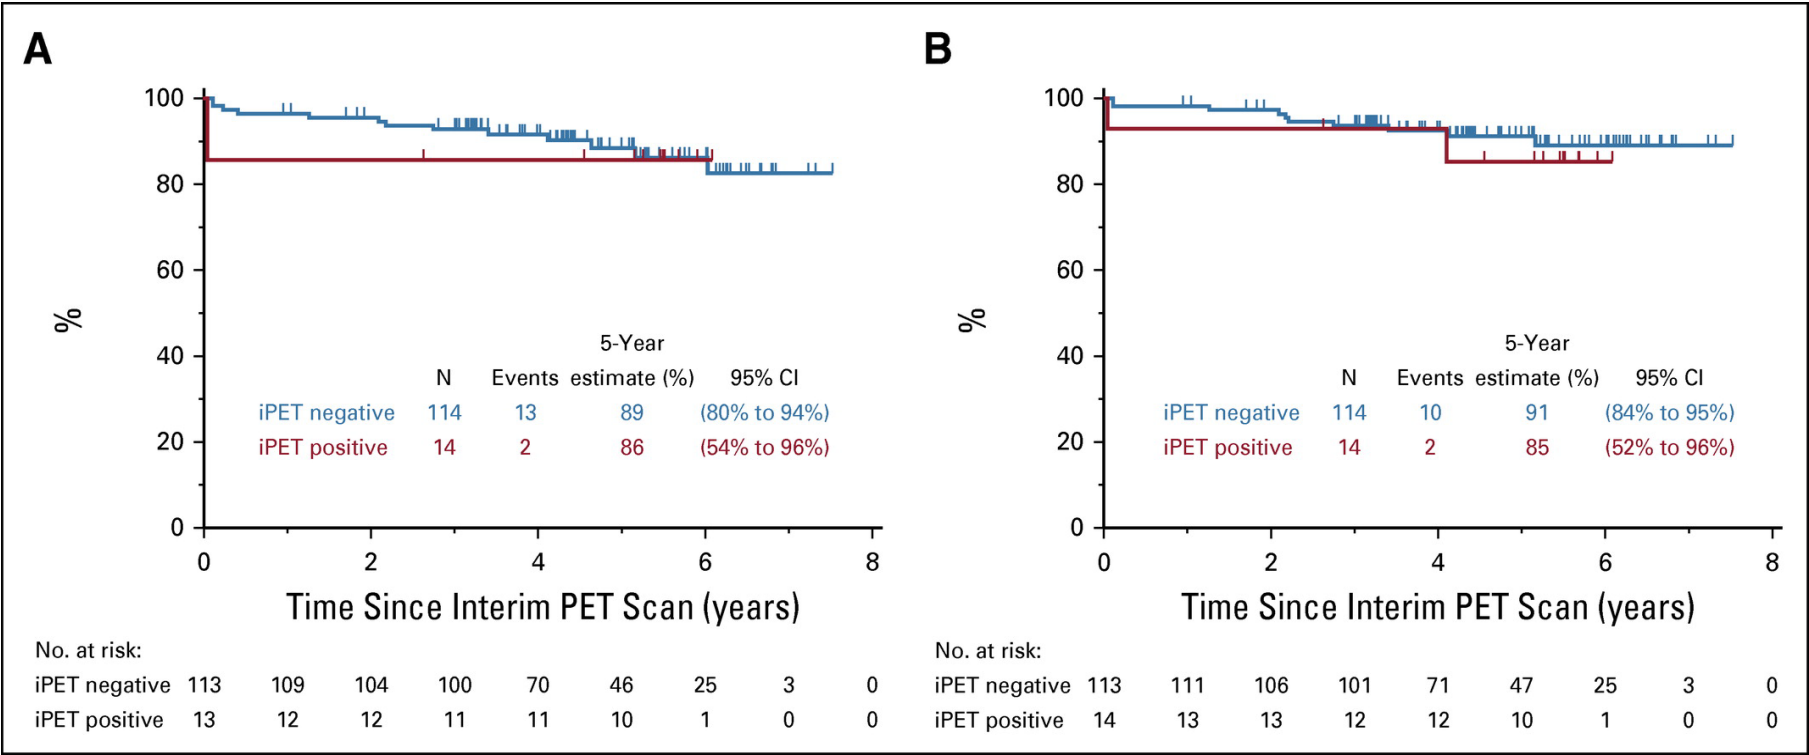 A
100
80
60
40
20
0
%
5-Year
N Events estimate (%) 95% CI
iPET negative 114 13 89 (80% to 94%)
iPET positive 14 2 86 (54% to 96%)
0 2 4 6 8
Time Since Interim PET Scan (years)
No. at risk:
iPET negative 113 109 104 100 70 46 25 3 0
iPET positive 13 12 12 11 11 10 1 0 0
B
100
80
60
40
20
0
%
5-Year
N Events estimate (%) 95% CI
iPET negative 114 10 91 (84% to 95%)
iPET positive 14 2 85 (52% to 96%)
0 2 4 6 8
Time Since Interim PET Scan (years)
No. at risk:
iPET negative 113 111 106 101 71 47 25 3 0
iPET positive 14 13 13 12 12 10 1 0 0